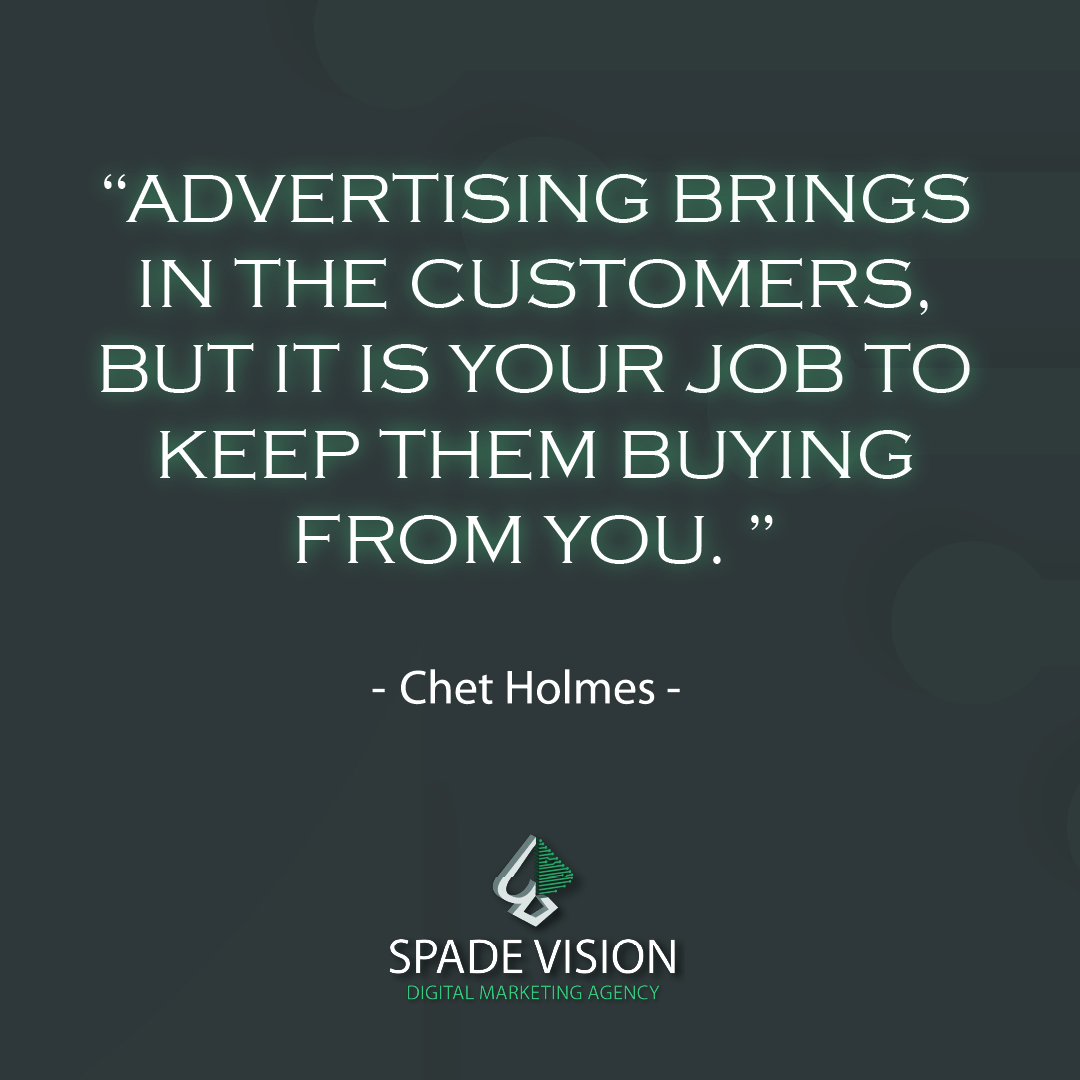 “ADVERTISING BRINGS
IN THE CUSTOMERS,
BUT IT IS YOUR JOB TO
KEEP THEM BUYING
FROM YOU. ”
- Chet Holmes -
SPADE VISION
DIGITAL MARKETING AGENCY